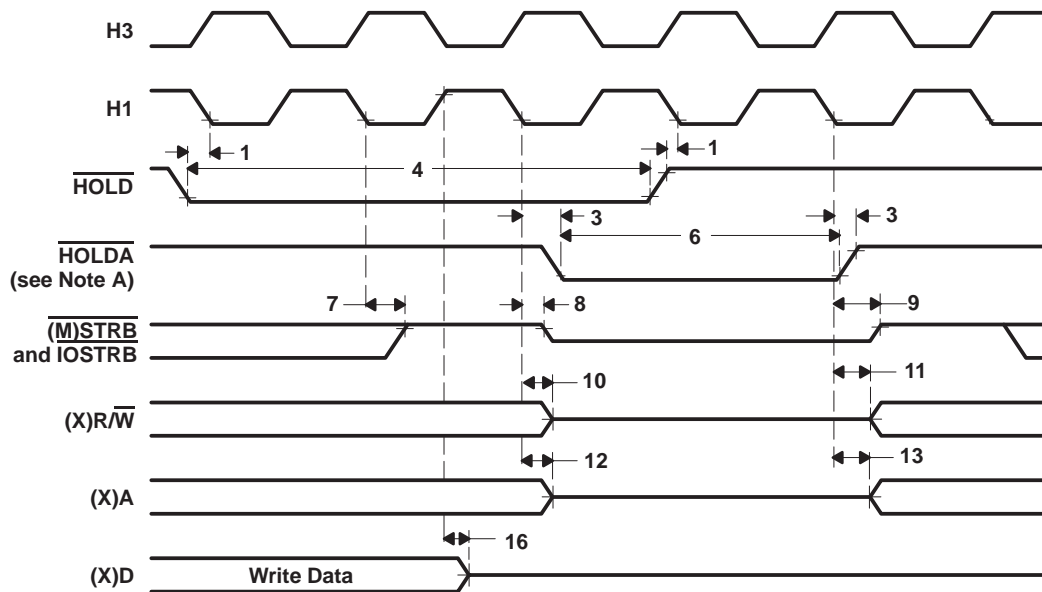 H3
H1
1
1
4
HOLD
3
3
6
HOLDA
(see Note A)
7
8
9
(M)STRB
and IOSTRB
10
11
(X)R/W
12
13
(X)A
16
(X)D
Write Data